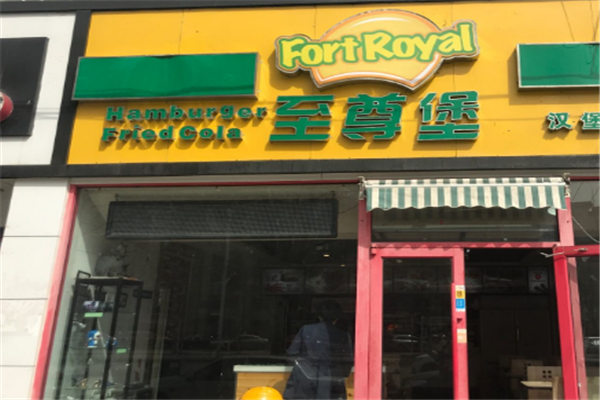 Fort Royal
Hamburger
Fried Cola
至尊堡
汉堡